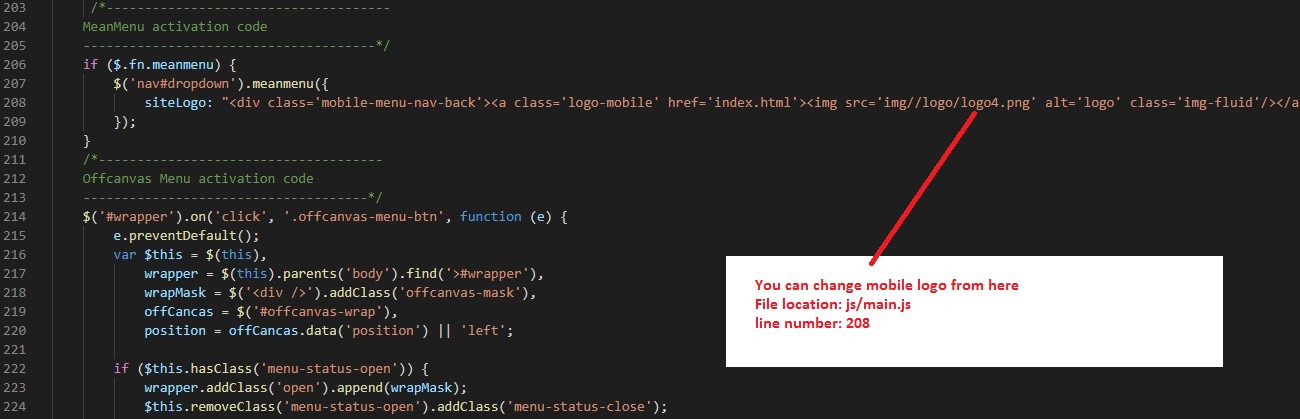 203 /*-------------------------------------
204 MeanMenu activation code
205 --------------------------------------*/
206 if ($.fn.meanmenu) {
207 $('nav#dropdown').meanmenu({
208 siteLogo: "<div class='mobile-menu-nav-back'><a class='logo-mobile' href='index.html'><img src='img//logo/logo4.png' alt='logo' class='img-fluid'/></a
209 });
210 }
211 /*-------------------------------------
212 Offcanvas Menu activation code
213 -------------------------------------*/
214 $('#wrapper').on('click', '.offcanvas-menu-btn', function (e) {
215 e.preventDefault();
216 var $this = $(this),
217 wrapper = $(this).parents('body').find('>#wrapper'),
218 wrapMask = $('<div />').addClass('offcanvas-mask'),
219 offCancas = $('#offcanvas-wrap'),
220 position = offCancas.data('position') || 'left';
221
222 if ($this.hasClass('menu-status-open')) {
223 wrapper.addClass('open').append(wrapMask);
224 $this.removeClass('menu-status-open').addClass('menu-status-close');
You can change mobile logo from here
File location: js/main.js
line number: 208